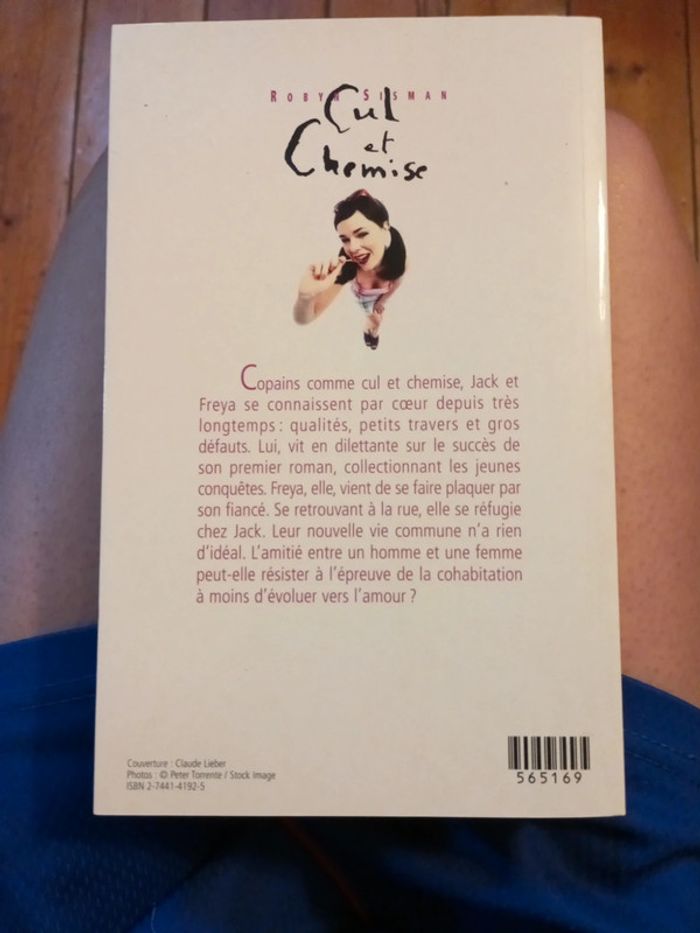 ROBYN SISMAN
Cul
et
Chemise
Copains comme cul et chemise, Jack et
Freya se connaissent par cœur depuis très
longtemps : qualités, petits travers et gros
défauts. Lui, vit en dilettante sur le succès de
son premier roman, collectionnant les jeunes
conquêtes. Freya, elle, vient de se faire plaquer par
son fiancé. Se retrouvant à la rue, elle se réfugie
chez Jack. Leur nouvelle vie commune n'a rien
d'idéal. L'amitié entre un homme et une femme
peut-elle résister à l'épreuve de la cohabitation
à moins d'évoluer vers l'amour ?
Couverture : Claude Lieber
Photos : © Peter Torrente / Stock Image
ISBN 2-7441-4192-5
565169